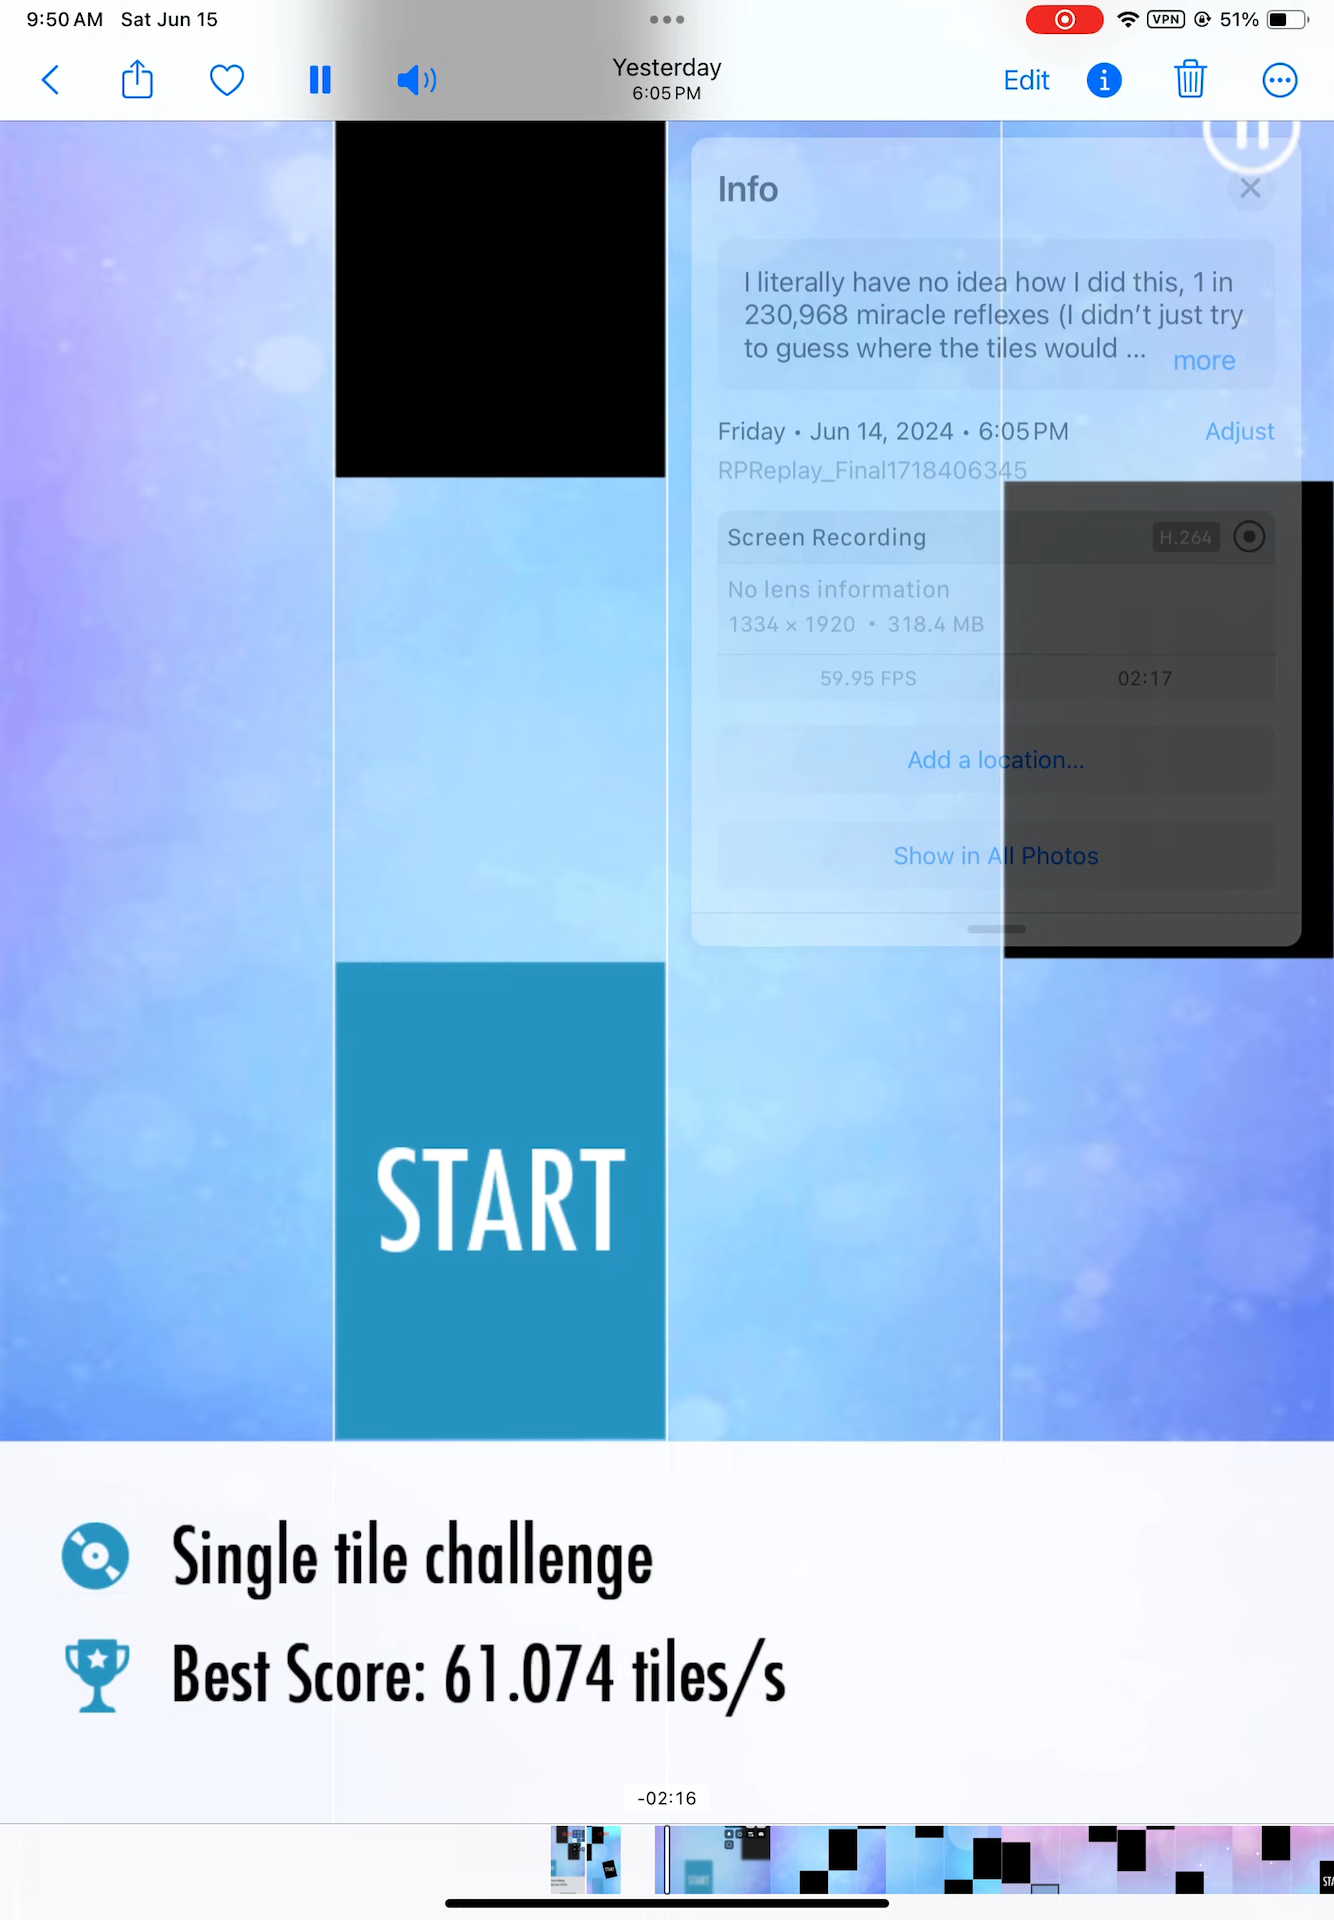 9:50 AM Sat Jun 15
VPN 51%
Yesterday
6:05 PM
Edit
Info
I literally have no idea how I did this, 1 in
230,968 miracle reflexes (I didn't just try
to guess where the tiles would ... more
Friday • Jun 14, 2024 • 6:05 PM Adjust
RPReplay_Final1718406345
Screen Recording H.264
No lens information
1334 × 1920 • 318.4 MB
59.95 FPS 02:17
Add a location...
Show in All Photos
START
Single tile challenge
Best Score: 61.074 tiles/s
-02:16
START
START